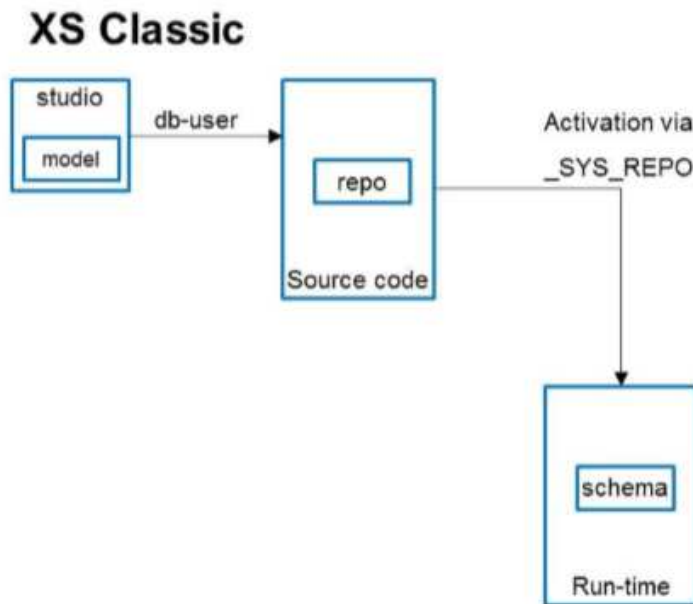 XS Classic
studio
model
db-user
repo
Source code
Activation via
_SYS_REPO
schema
Run-time